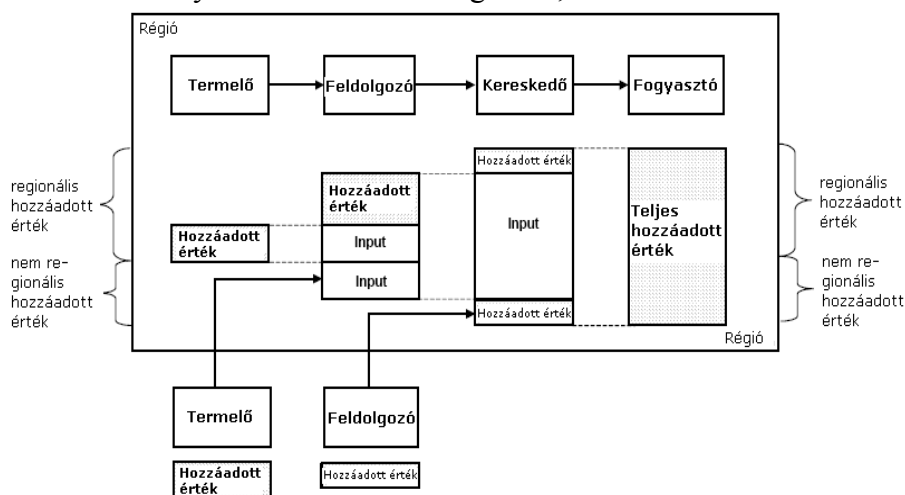 Régió
Termelő
Feldolgozó
Kereskedő
Fogyasztó
regionális
hozzáadott
érték
nem re-
gionális
hozzáadott
érték
Hozzáadott
érték
Hozzáadott
érték
Input
Input
Hozzáadott érték
Input
Hozzáadott érték
Teljes
hozzáadott
érték
regionális
hozzáadott
érték
nem re-
gionális
hozzáadott
érték
Régió
Termelő
Feldolgozó
Hozzáadott
érték
Hozzáadott érték